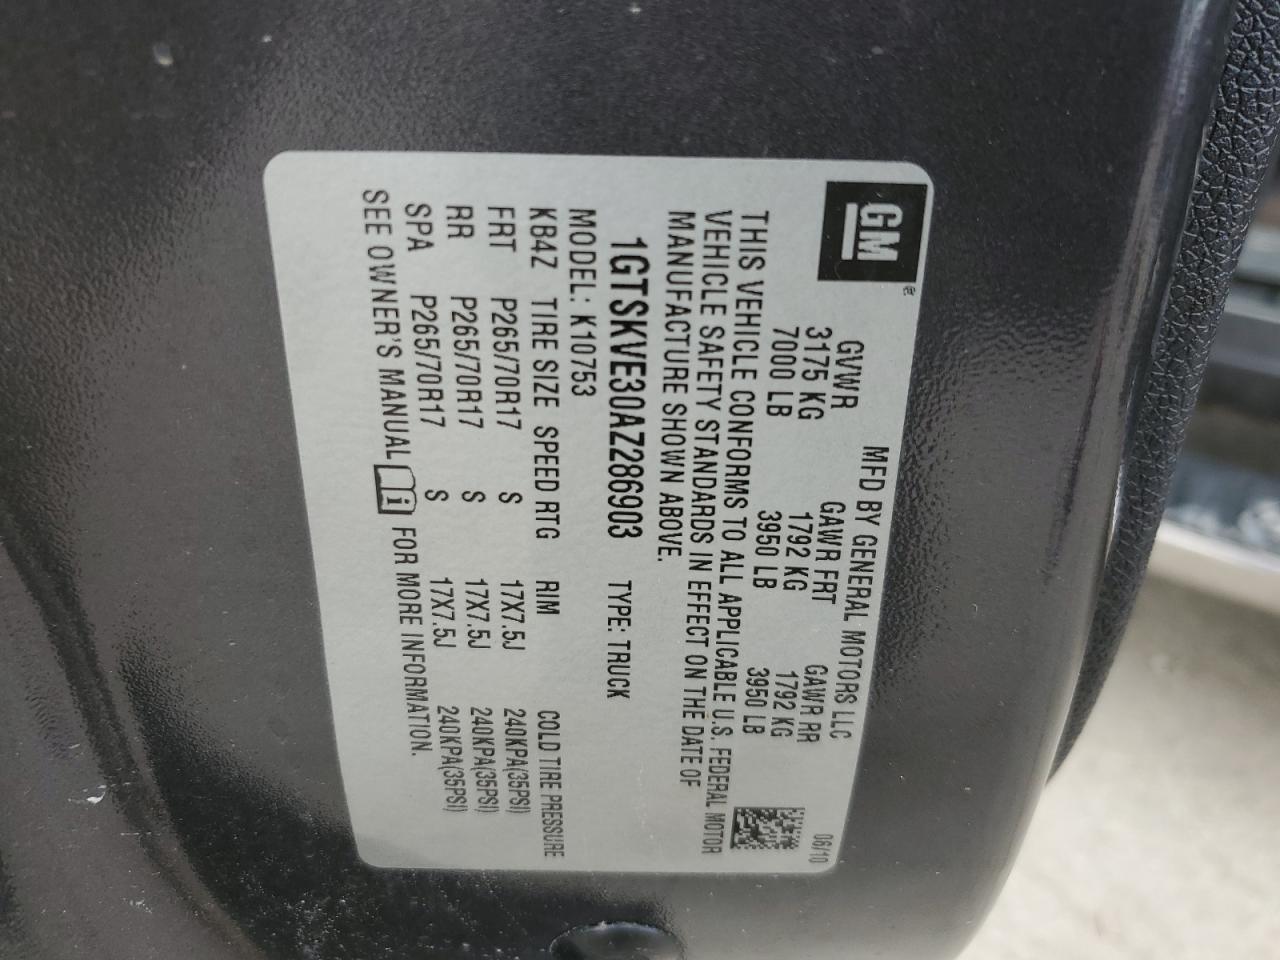 GM®
MFD BY GENERAL MOTORS LLC 06/10
GVWR GAWR FRT GAWR RR
3175 KG 1792 KG 1792 KG
7000 LB 3950 LB 3950 LB
THIS VEHICLE CONFORMS TO ALL APPLICABLE U.S. FEDERAL MOTOR
VEHICLE SAFETY STANDARDS IN EFFECT ON THE DATE OF
MANUFACTURE SHOWN ABOVE.
1GTSKVE30AZ286903 TYPE: TRUCK
MODEL: K10753
KB4Z TIRE SIZE SPEED RTG RIM COLD TIRE PRESSURE
FRT P265/70R17 S 17X7.5J 240KPA(35PSI)
RR P265/70R17 S 17X7.5J 240KPA(35PSI)
SPA P265/70R17 S 17X7.5J 240KPA(35PSI)
SEE OWNER'S MANUAL i FOR MORE INFORMATION.